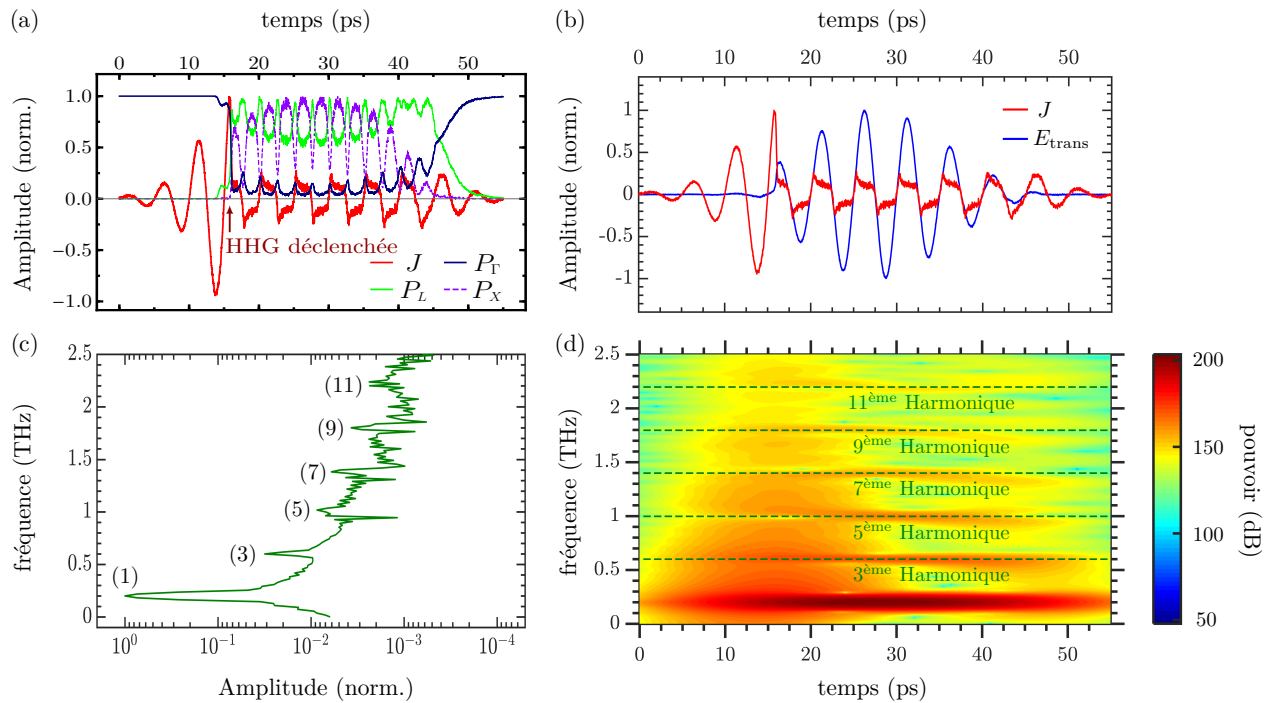 (a)
temps (ps)
0 10 20 30 40 50
Amplitude (norm.)
1.0
0.5
0.0
−0.5
−1.0
HHG déclenchée
J P_Γ
P_L P_X
(b)
temps (ps)
0 10 20 30 40 50
Amplitude (norm.)
1
0.5
0
-0.5
-1
J
E_trans
(c)
fréquence (THz)
2.5
2
1.5
1
0.5
0
(11)
(9)
(7)
(5)
(3)
(1)
10⁰ 10⁻¹ 10⁻² 10⁻³ 10⁻⁴
Amplitude (norm.)
(d)
fréquence (THz)
2.5
2
1.5
1
0.5
0
11ème Harmonique
9ème Harmonique
7ème Harmonique
5ème Harmonique
3ème Harmonique
0 10 20 30 40 50
temps (ps)
200
150
100
50
pouvoir (dB)